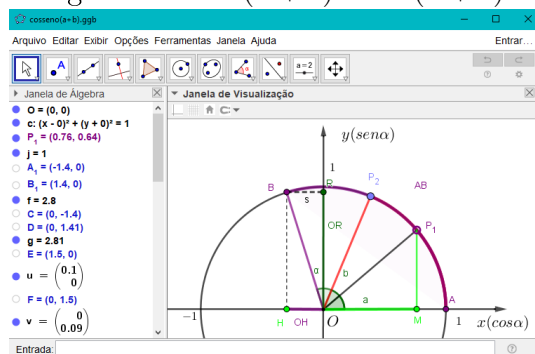 cosseno(a+b).ggb
Arquivo Editar Exibir Opções Ferramentas Janela Ajuda Entrar...
A a=2
Janela de Álgebra
O = (0, 0)
c: (x - 0)² + (y + 0)² = 1
P₁ = (0.76, 0.64)
j = 1
A₁ = (-1.4, 0)
B₁ = (1.4, 0)
f = 2.8
C = (0, -1.4)
D = (0, 1.41)
g = 2.81
E = (1.5, 0)
u = (0.1
0)
F = (0, 1.5)
v = (0
0.09)
Janela de Visualização
y(senα)
1
B R P₂ AB
s
OR P₁
α b
a A
−1 H OH O M 1 x(cosα)
Entrada: